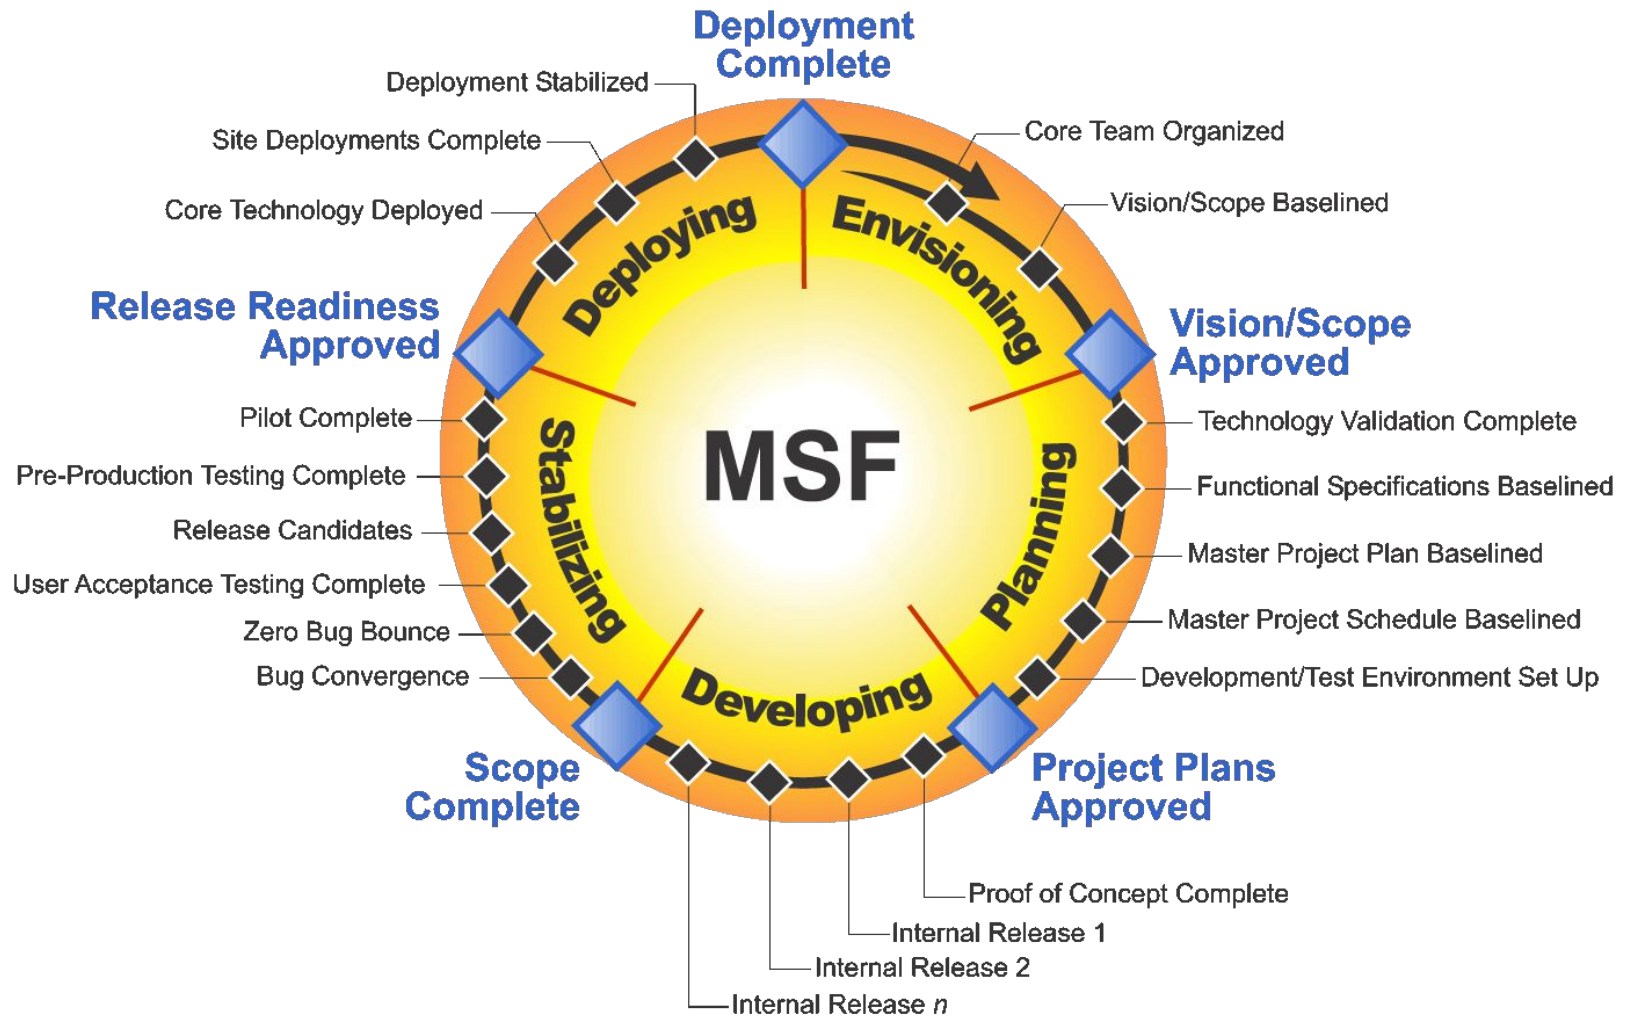 Deployment
Complete
Deployment Stabilized
Site Deployments Complete
Core Technology Deployed
Release Readiness
Approved
Pilot Complete
Pre-Production Testing Complete
Release Candidates
User Acceptance Testing Complete
Zero Bug Bounce
Bug Convergence
Scope
Complete
Core Team Organized
Vision/Scope Baselined
Vision/Scope
Approved
Technology Validation Complete
Functional Specifications Baselined
Master Project Plan Baselined
Master Project Schedule Baselined
Development/Test Environment Set Up
Project Plans
Approved
Proof of Concept Complete
Internal Release 1
Internal Release 2
Internal Release n
Deploying
Envisioning
Stabilizing
MSF
Planning
Developing